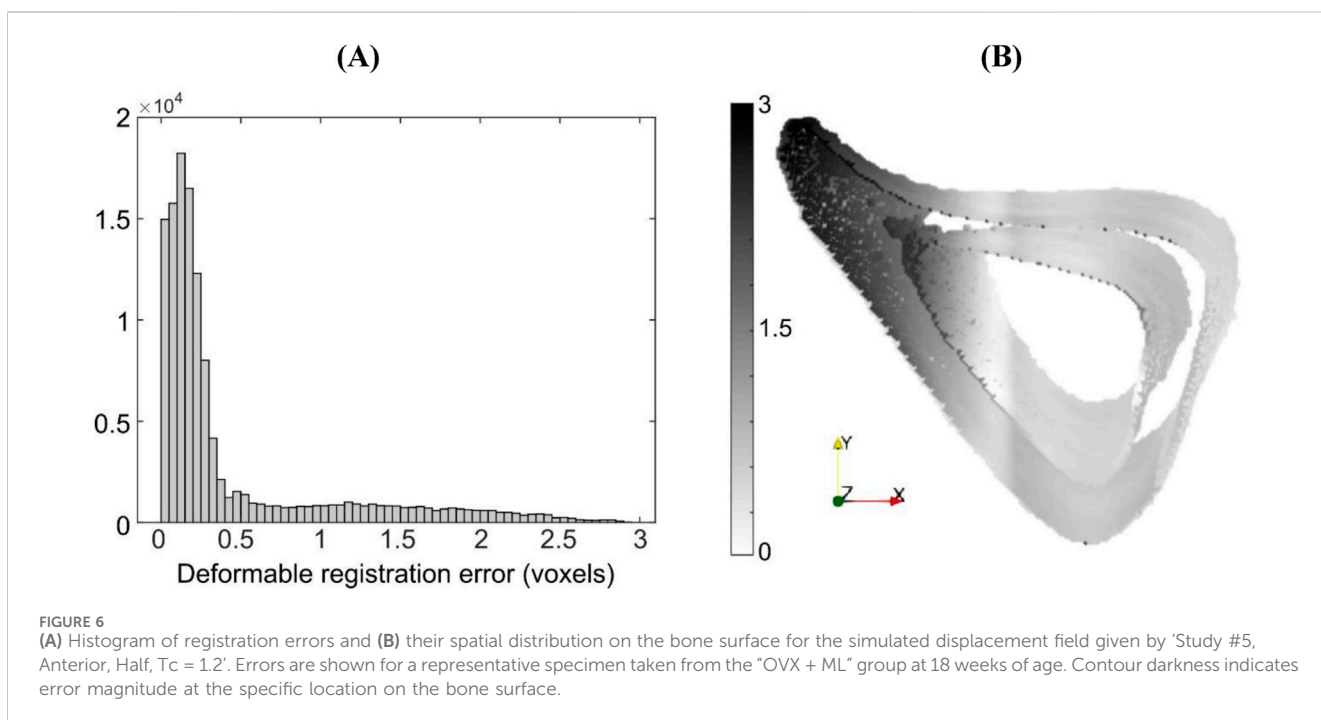 (A)
(B)
×10⁴
2
1.5
1
0.5
0
0 0.5 1 1.5 2 2.5 3
Deformable registration error (voxels)
3
1.5
0
Y
Z
X
FIGURE 6
(A) Histogram of registration errors and (B) their spatial distribution on the bone surface for the simulated displacement field given by ‘Study #5,
Anterior, Half, Tc = 1.2’. Errors are shown for a representative specimen taken from the “OVX + ML” group at 18 weeks of age. Contour darkness indicates
error magnitude at the specific location on the bone surface.